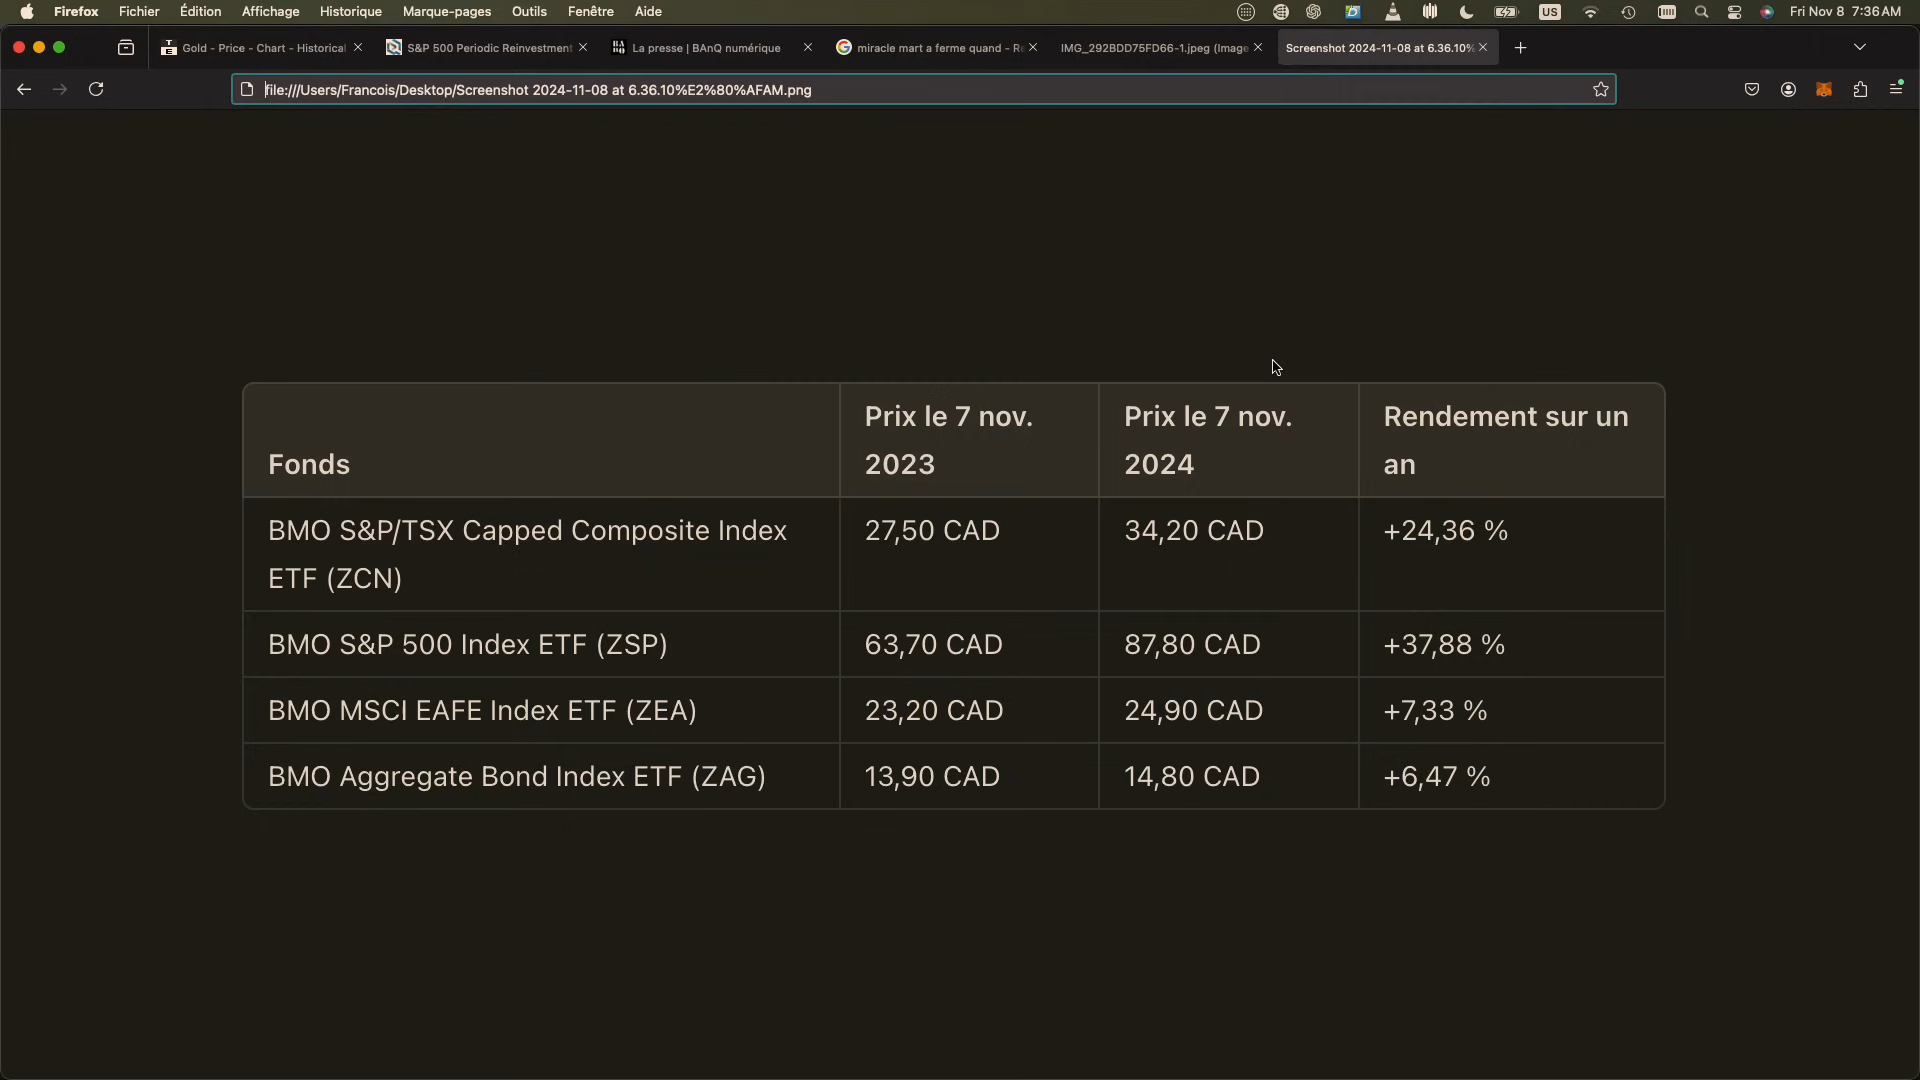 Firefox Fichier Édition Affichage Historique Marque-pages Outils Fenêtre Aide US Fri Nov 8 7:36 AM
Gold - Price - Chart - Historical S&P 500 Periodic Reinvestment La presse | BAnQ numérique miracle mart a ferme quand - Re IMG_292BDD75FD66-1.jpeg (Image Screenshot 2024-11-08 at 6.36.10%
file:///Users/Francois/Desktop/Screenshot 2024-11-08 at 6.36.10%E2%80%AFAM.png
Fonds Prix le 7 nov. 2023 Prix le 7 nov. 2024 Rendement sur un an
BMO S&P/TSX Capped Composite Index 27,50 CAD 34,20 CAD +24,36 %
ETF (ZCN)
BMO S&P 500 Index ETF (ZSP) 63,70 CAD 87,80 CAD +37,88 %
BMO MSCI EAFE Index ETF (ZEA) 23,20 CAD 24,90 CAD +7,33 %
BMO Aggregate Bond Index ETF (ZAG) 13,90 CAD 14,80 CAD +6,47 %